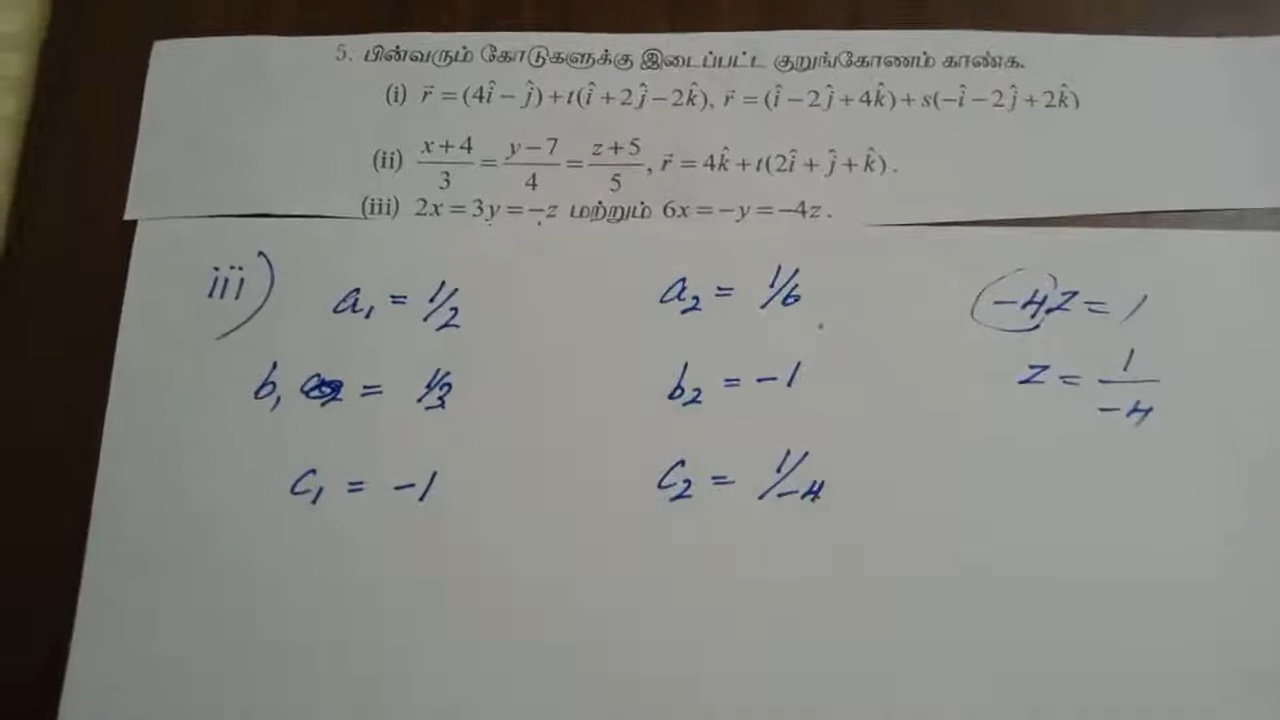 5. பின்வரும் கோடுகளுக்கு இடைப்பட்ட குறுங்கோணம் காண்க.
(i) r⃗ = (4î − ĵ) + t(î + 2ĵ − 2k̂), r⃗ = (î − 2ĵ + 4k̂) + s(−î − 2ĵ + 2k̂)
(ii) (x+4)/3 = (y−7)/4 = (z+5)/5, r⃗ = 4k̂ + t(2î + ĵ + k̂).
(iii) 2x = 3y = −z மற்றும் 6x = −y = −4z.
iii) a₁ = 1/2 a₂ = 1/6 −4z = 1
b₁ = 1/3 b₂ = −1 z = 1/−4
c₁ = −1 c₂ = 1/−4